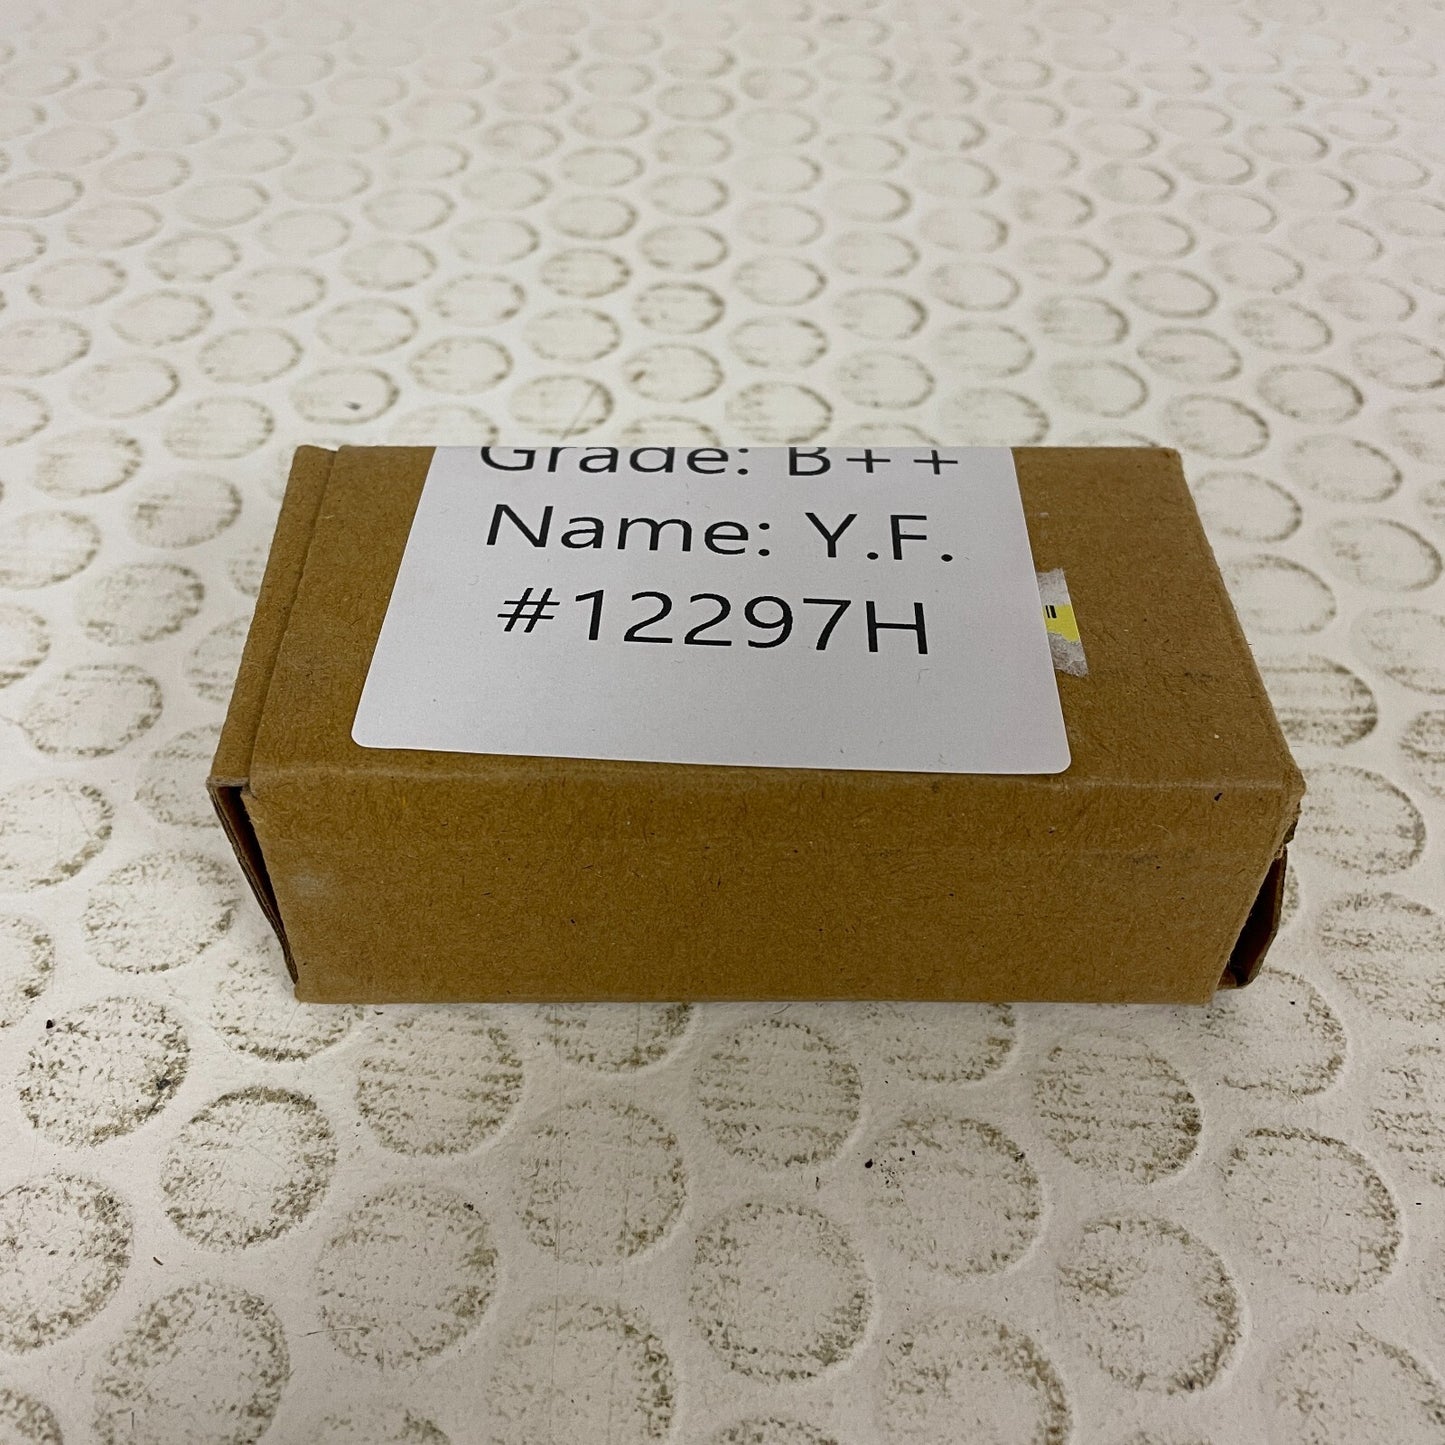 Grade: B++
Name: Y.F.
#12297H